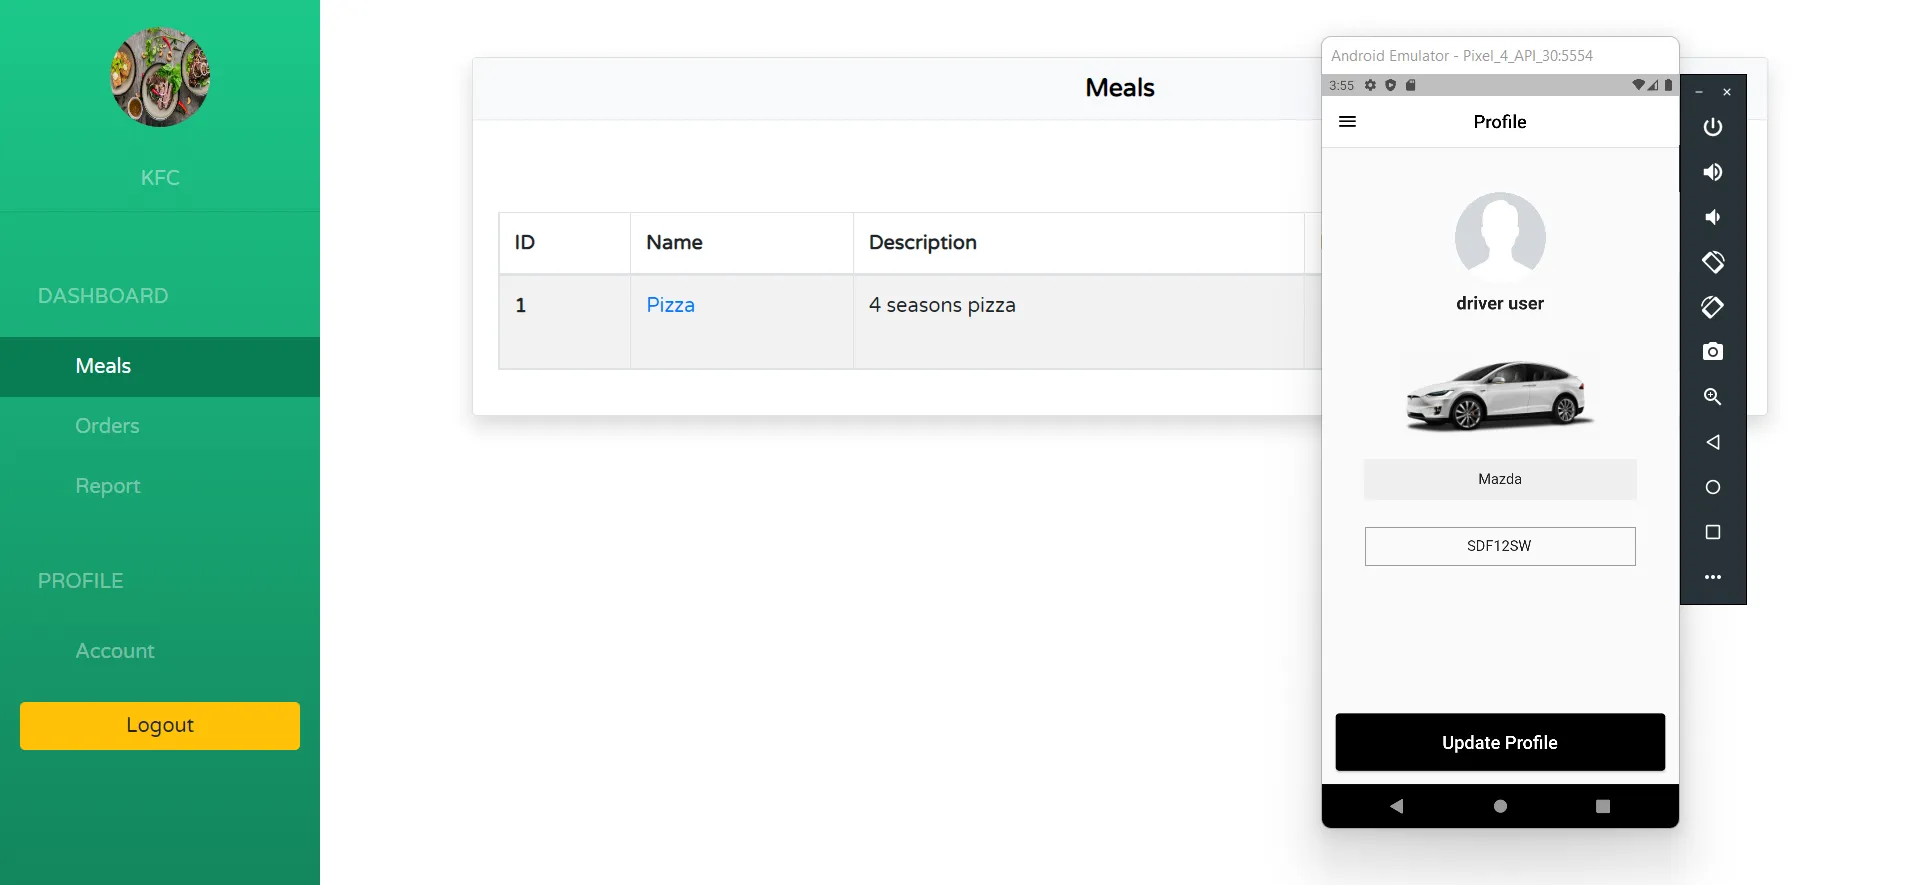 KFC
DASHBOARD
Meals
Orders
Report
PROFILE
Account
Logout
Meals
ID Name Description
1 Pizza 4 seasons pizza
Android Emulator - Pixel_4_API_30:5554
3:55
Profile
driver user
Mazda
SDF12SW
Update Profile